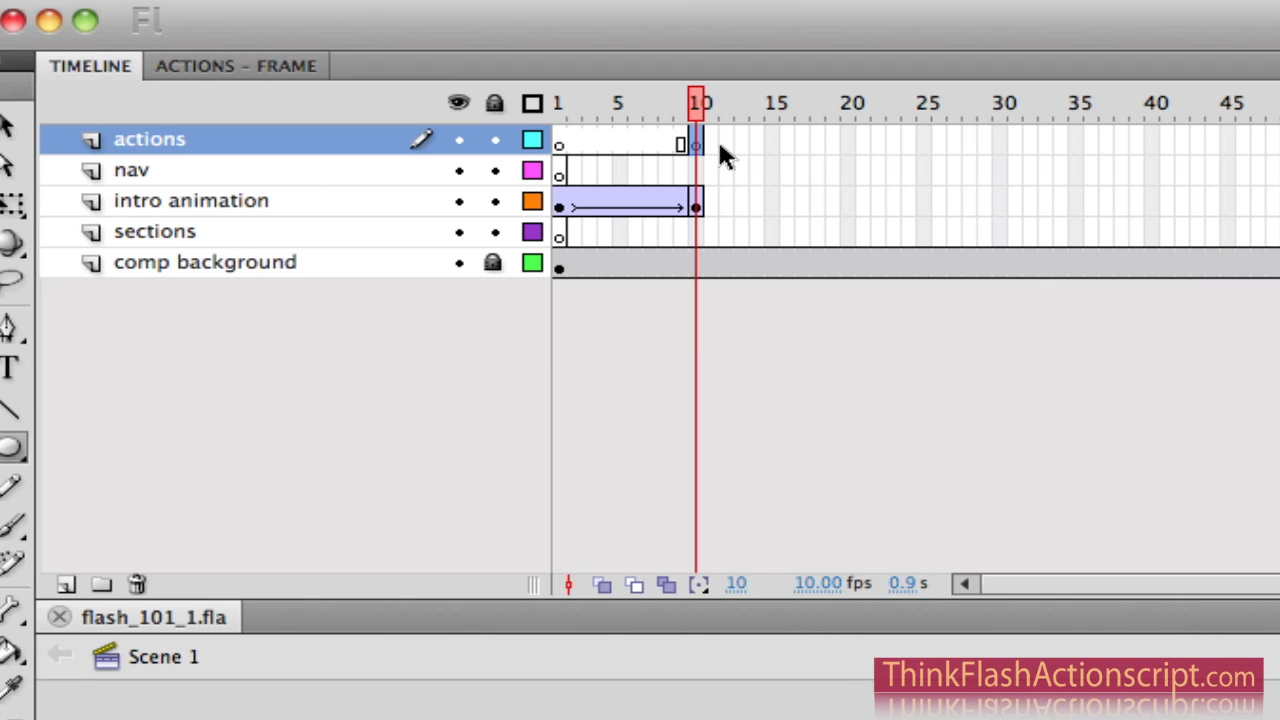 Fl
TIMELINE ACTIONS – FRAME
1 5 10 15 20 25 30 35 40 45
actions
nav
intro animation
sections
comp background
T
10 10.00 fps 0.9 s
flash_101_1.fla
Scene 1
ThinkFlashActionscript.com